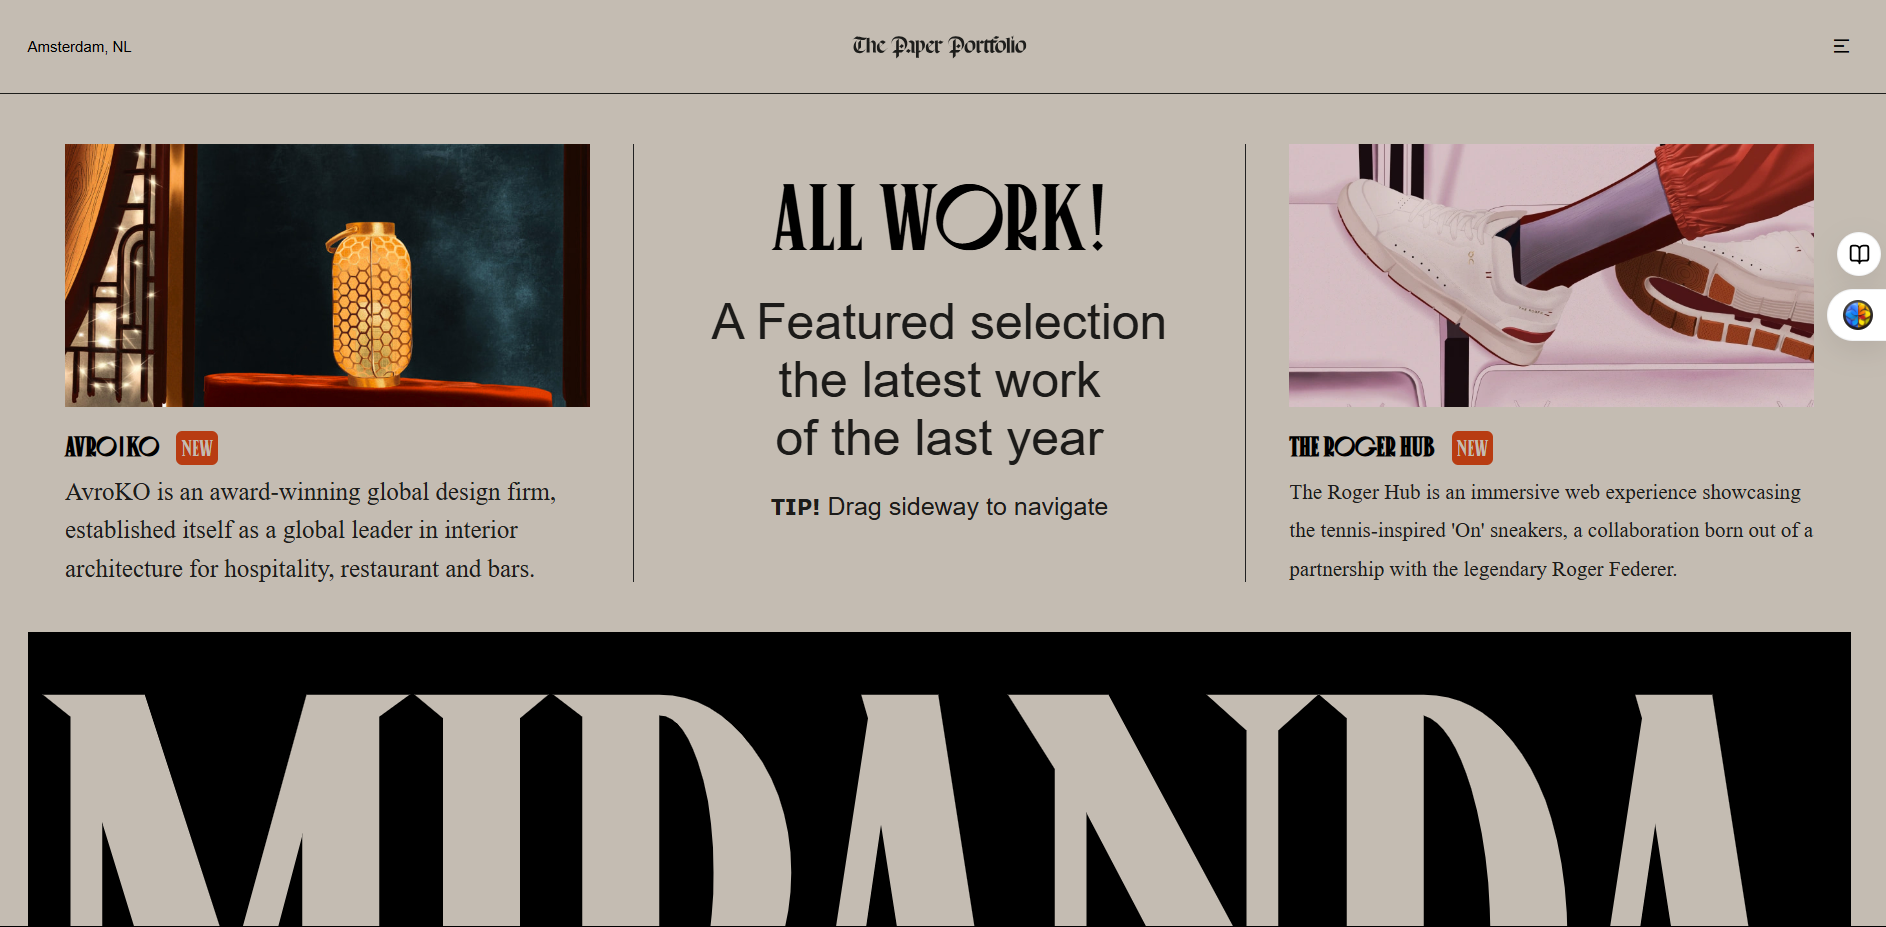 Amsterdam, NL
The Paper Portfolio
AVRO|KO NEW
AvroKO is an award-winning global design firm,
established itself as a global leader in interior
architecture for hospitality, restaurant and bars.
ALL WORK!
A Featured selection
the latest work
of the last year
TIP! Drag sideway to navigate
THE ROGER HUB NEW
The Roger Hub is an immersive web experience showcasing
the tennis-inspired 'On' sneakers, a collaboration born out of a
partnership with the legendary Roger Federer.